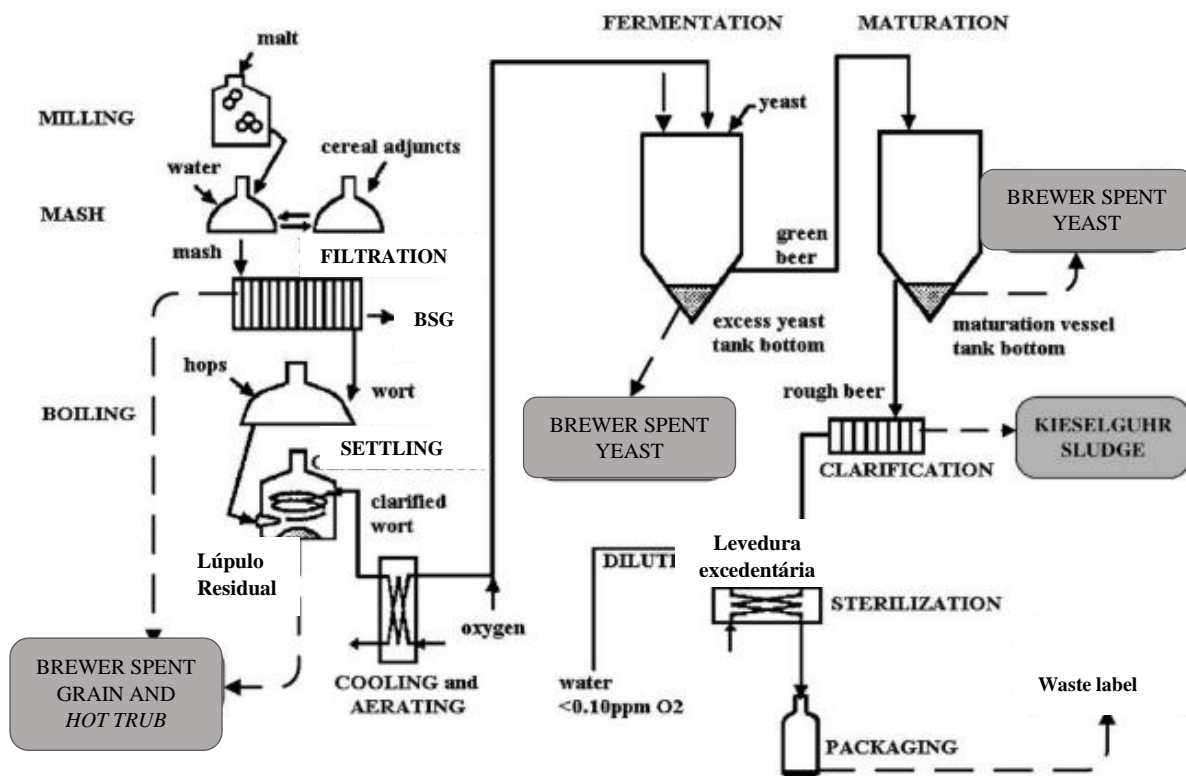 FERMENTATION
MATURATION
malt
MILLING
yeast
water
cereal adjuncts
MASH
BREWER SPENT
YEAST
mash
FILTRATION
green
beer
BSG
excess yeast
tank bottom
maturation vessel
tank bottom
hops
wort
rough beer
BOILING
BREWER SPENT
YEAST
KIESELGUHR
SLUDGE
SETTLING
CLARIFICATION
clarified
wort
Lúpulo
Residual
DILUTI
Levedura
excedentária
STERILIZATION
oxygen
BREWER SPENT
GRAIN AND
HOT TRUB
COOLING and
AERATING
water
<0.10ppm O2
Waste label
PACKAGING